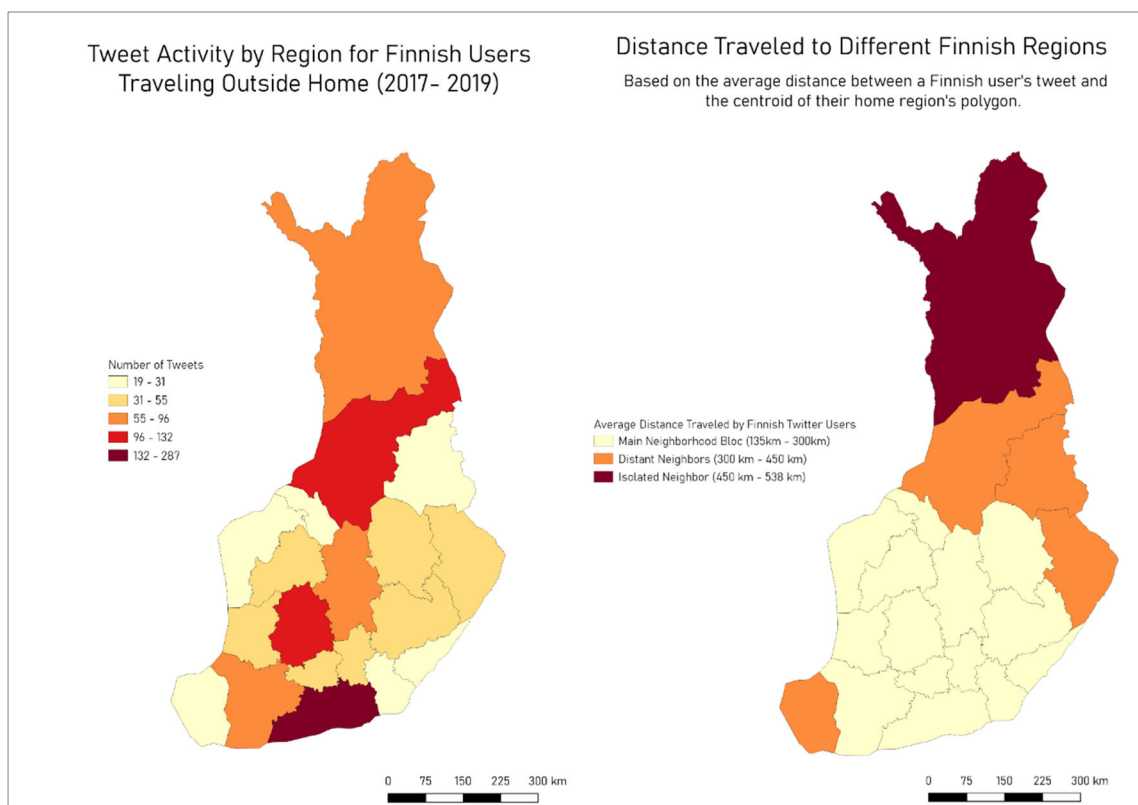 Tweet Activity by Region for Finnish Users
Traveling Outside Home (2017- 2019)
Number of Tweets
19 - 31
31 - 55
55 - 96
96 - 132
132 - 287
0 75 150 225 300 km
Distance Traveled to Different Finnish Regions
Based on the average distance between a Finnish user's tweet and
the centroid of their home region's polygon.
Average Distance Traveled by Finnish Twitter Users
Main Neighborhood Bloc (135km - 300km)
Distant Neighbors (300 km - 450 km)
Isolated Neighbor (450 km - 538 km)
0 75 150 225 300 km